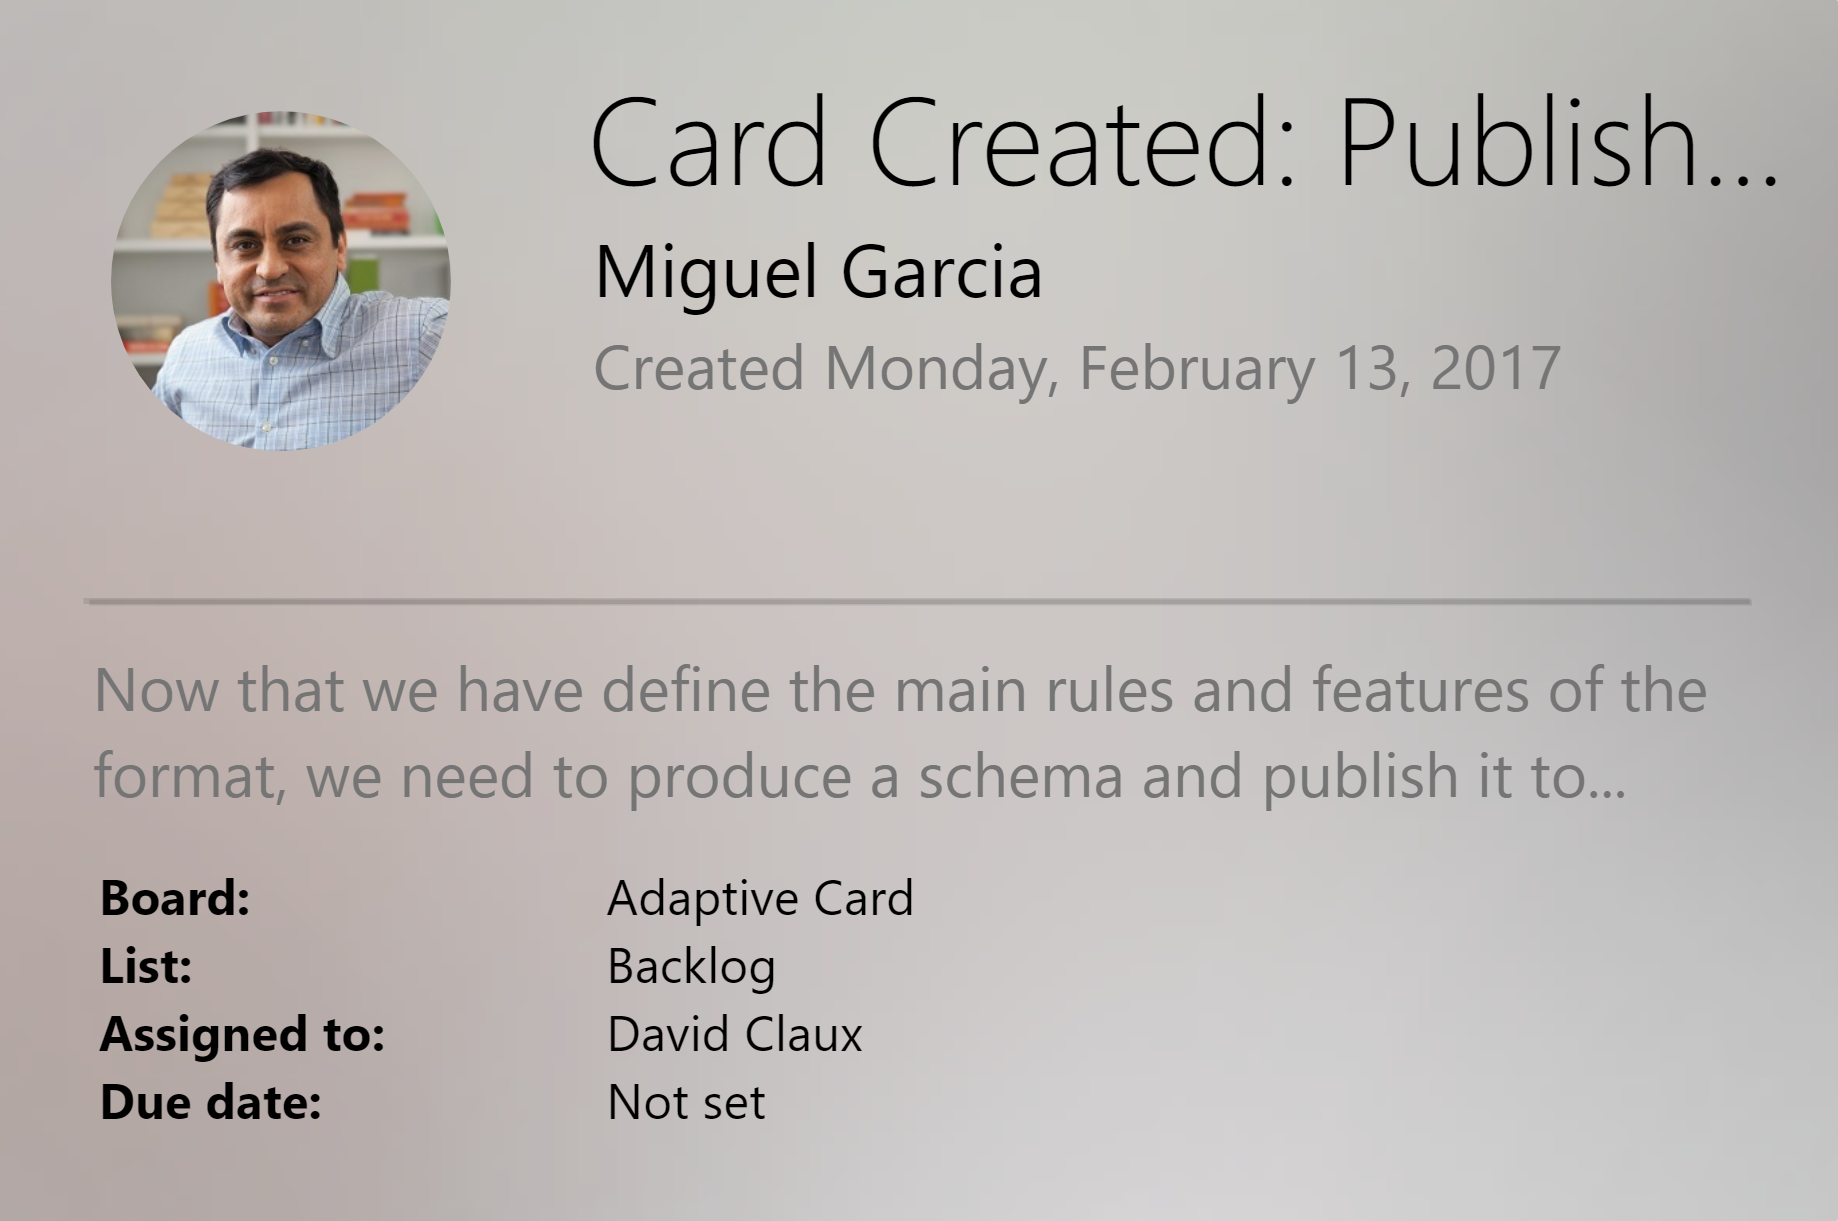 Card Created: Publish...
Miguel Garcia
Created Monday, February 13, 2017
Now that we have define the main rules and features of the
format, we need to produce a schema and publish it to...
Board: Adaptive Card
List: Backlog
Assigned to: David Claux
Due date: Not set